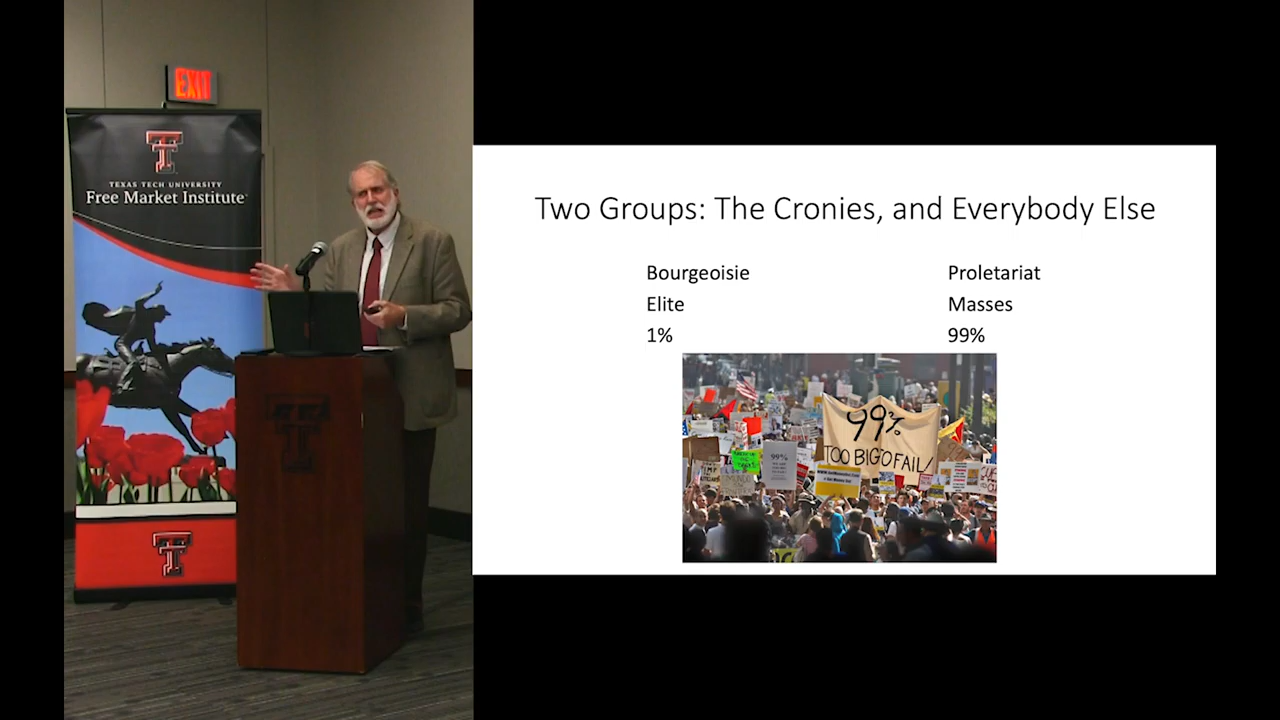 EXIT
TEXAS TECH UNIVERSITY
Free Market Institute
Two Groups: The Cronies, and Everybody Else
Bourgeoisie
Elite
1%
Proletariat
Masses
99%
99%
TOO BIG TO FAIL!
99%